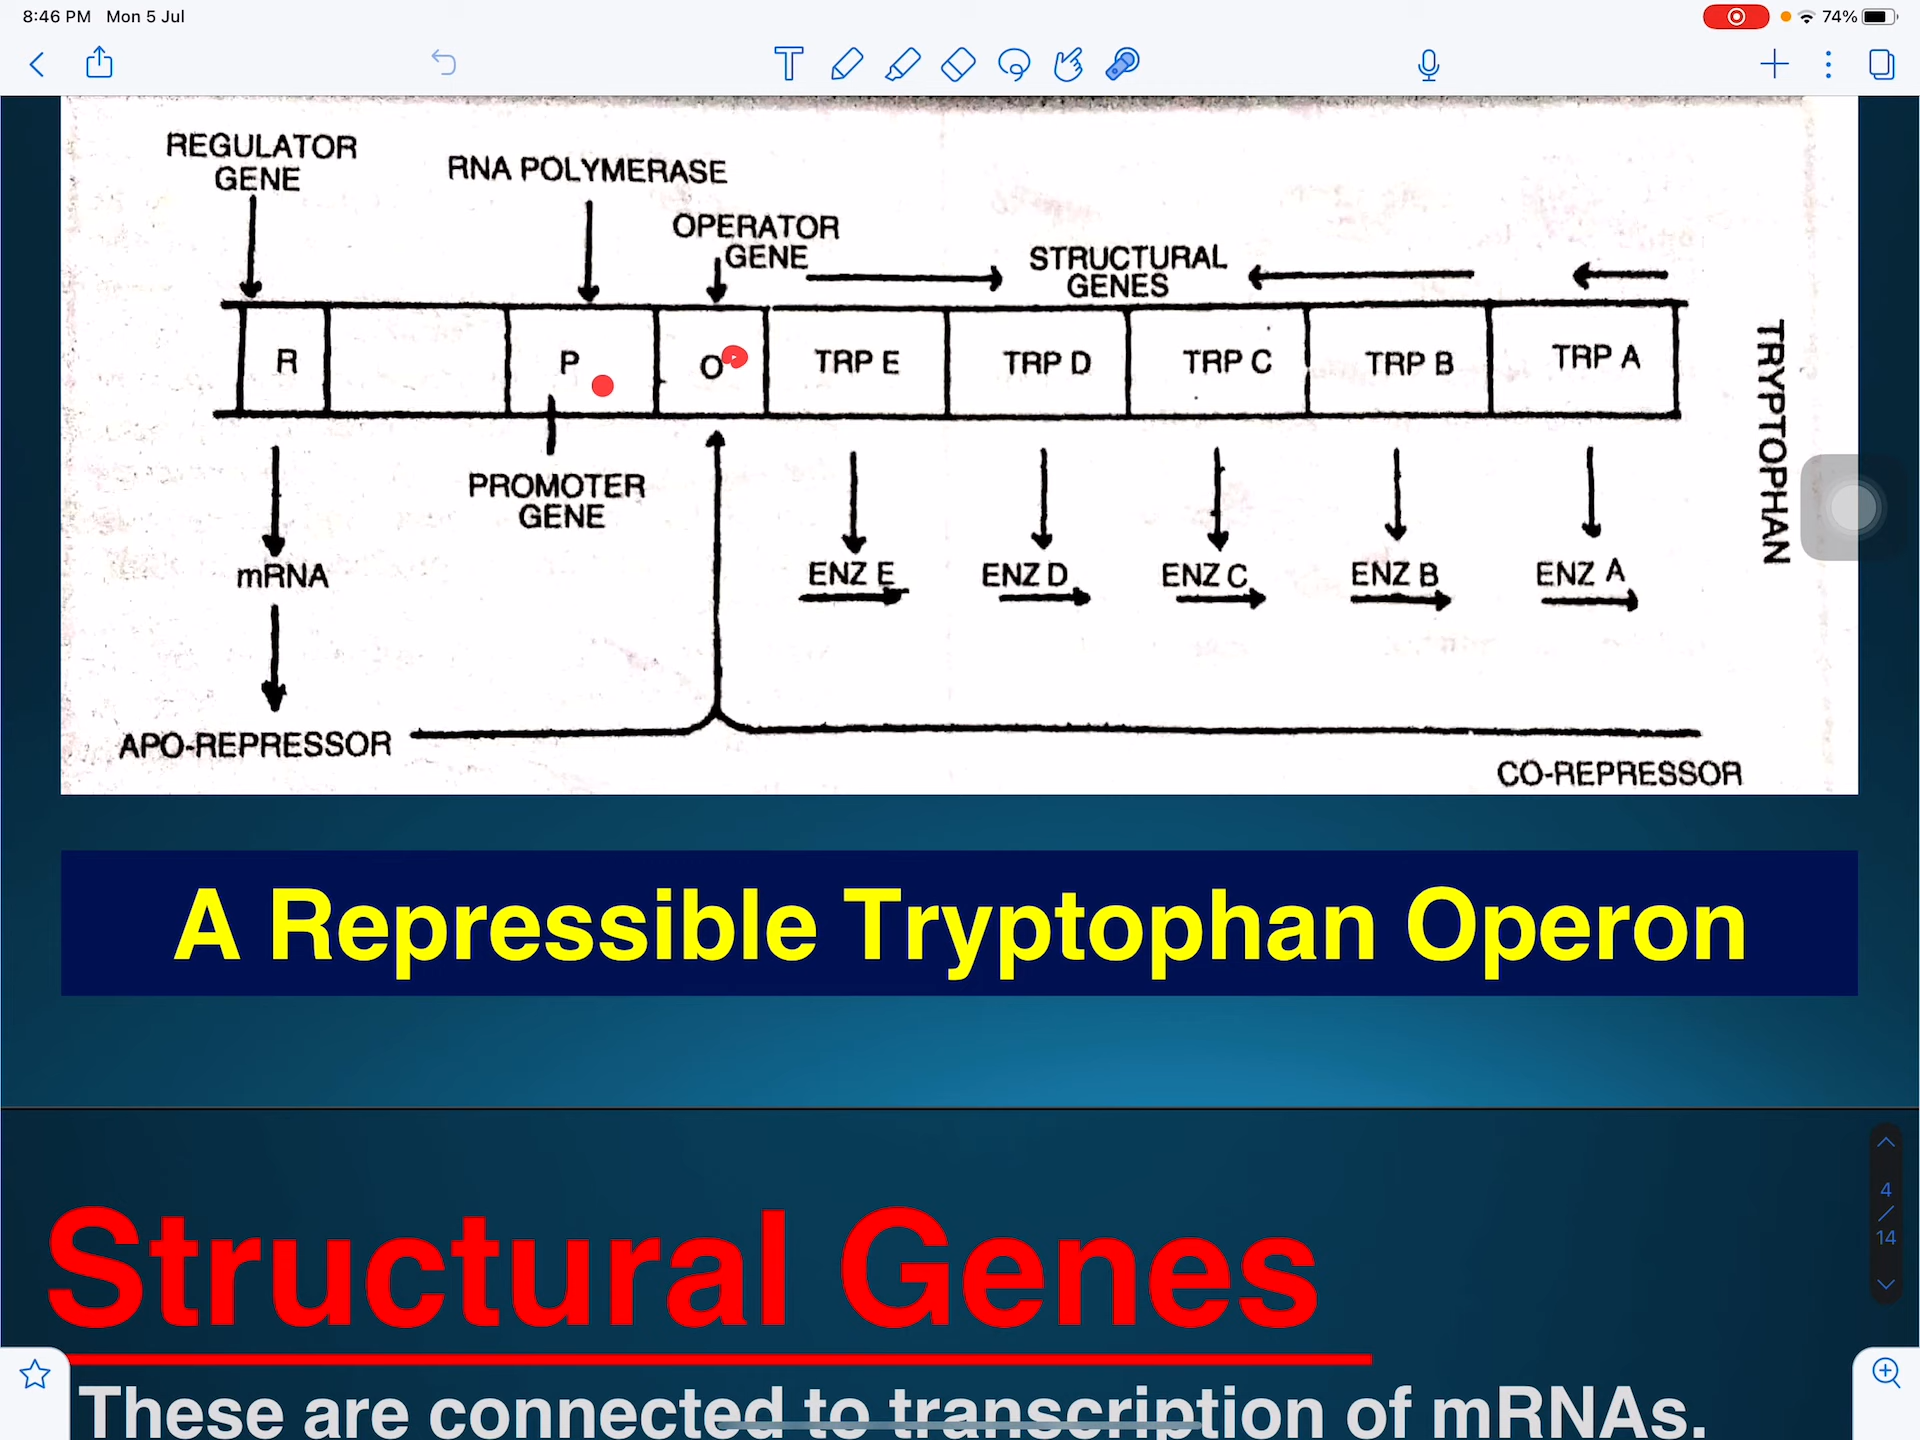 8:46 PM Mon 5 Jul
74%
REGULATOR
GENE
RNA POLYMERASE
OPERATOR
GENE
STRUCTURAL
GENES
R
P
O
TRP E
TRP D
TRP C
TRP B
TRP A
TRYPTOPHAN
PROMOTER
GENE
mRNA
ENZ E
ENZ D
ENZ C
ENZ B
ENZ A
APO-REPRESSOR
CO-REPRESSOR
A Repressible Tryptophan Operon
4
/
14
Structural Genes
These are connected to transcription of mRNAs.